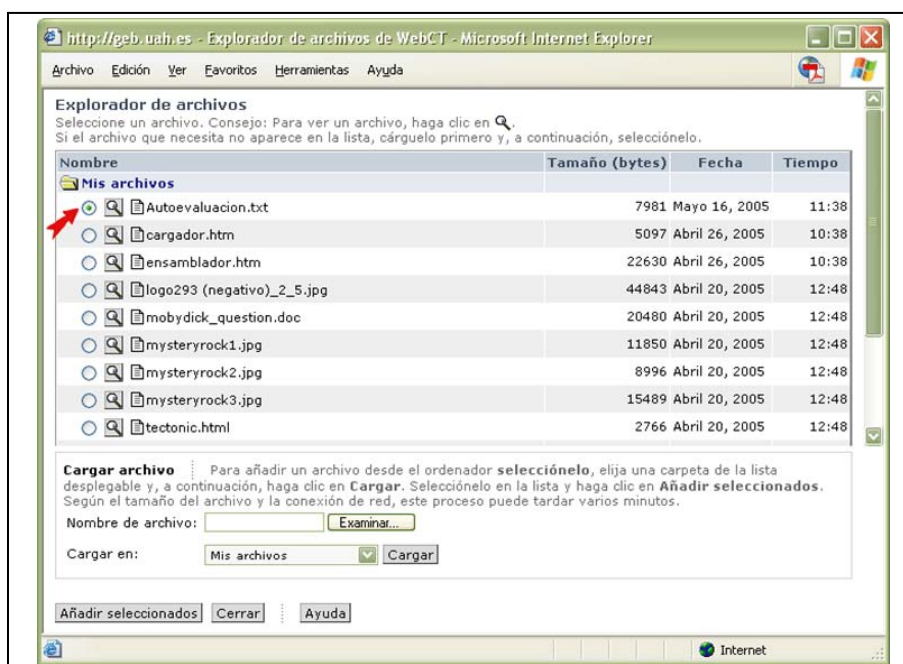 http://geb.uah.es - Explorador de archivos de WebCT - Microsoft Internet Explorer
Archivo Edición Ver Favoritos Herramientas Ayuda
Explorador de archivos
Seleccione un archivo. Consejo: Para ver un archivo, haga clic en .
Si el archivo que necesita no aparece en la lista, cárguelo primero y, a continuación, selecciónelo.
Nombre Tamaño (bytes) Fecha Tiempo
Mis archivos
Autoevaluacion.txt 7981 Mayo 16, 2005 11:38
cargador.htm 5097 Abril 26, 2005 10:38
ensamblador.htm 22630 Abril 26, 2005 10:38
logo293 (negativo)_2_5.jpg 44843 Abril 20, 2005 12:48
mobydick_question.doc 20480 Abril 20, 2005 12:48
mysteryrock1.jpg 11850 Abril 20, 2005 12:48
mysteryrock2.jpg 8996 Abril 20, 2005 12:48
mysteryrock3.jpg 15489 Abril 20, 2005 12:48
tectonic.html 2766 Abril 20, 2005 12:48
Cargar archivo Para añadir un archivo desde el ordenador selecciónelo, elija una carpeta de la lista
desplegable y, a continuación, haga clic en Cargar. Selecciónelo en la lista y haga clic en Añadir seleccionados.
Según el tamaño del archivo y la conexión de red, este proceso puede tardar varios minutos.
Nombre de archivo: Examinar...
Cargar en: Mis archivos Cargar
Añadir seleccionados Cerrar Ayuda
Internet